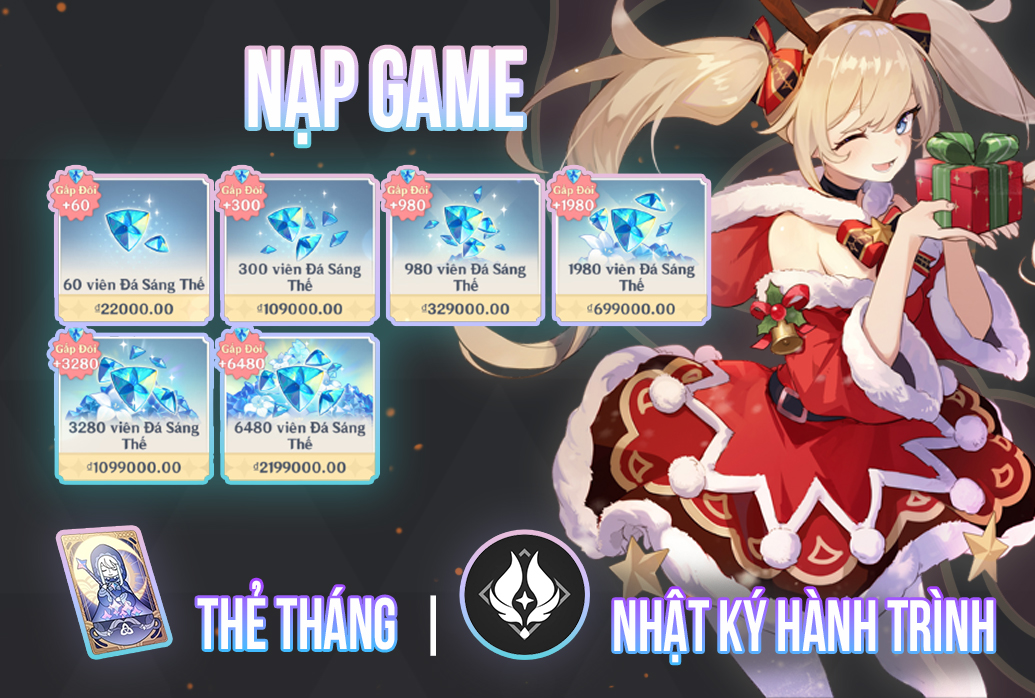 NẠP GAME
Gấp Đôi
+60
60 viên Đá Sáng Thế
₫22000.00
Gấp Đôi
+300
300 viên Đá Sáng
Thế
₫109000.00
Gấp Đôi
+980
980 viên Đá Sáng
Thế
₫329000.00
Gấp Đôi
+1980
1980 viên Đá Sáng
Thế
₫699000.00
Gấp Đôi
+3280
3280 viên Đá Sáng
Thế
₫1099000.00
Gấp Đôi
+6480
6480 viên Đá Sáng
Thế
₫2199000.00
THẺ THÁNG | NHẬT KÝ HÀNH TRÌNH